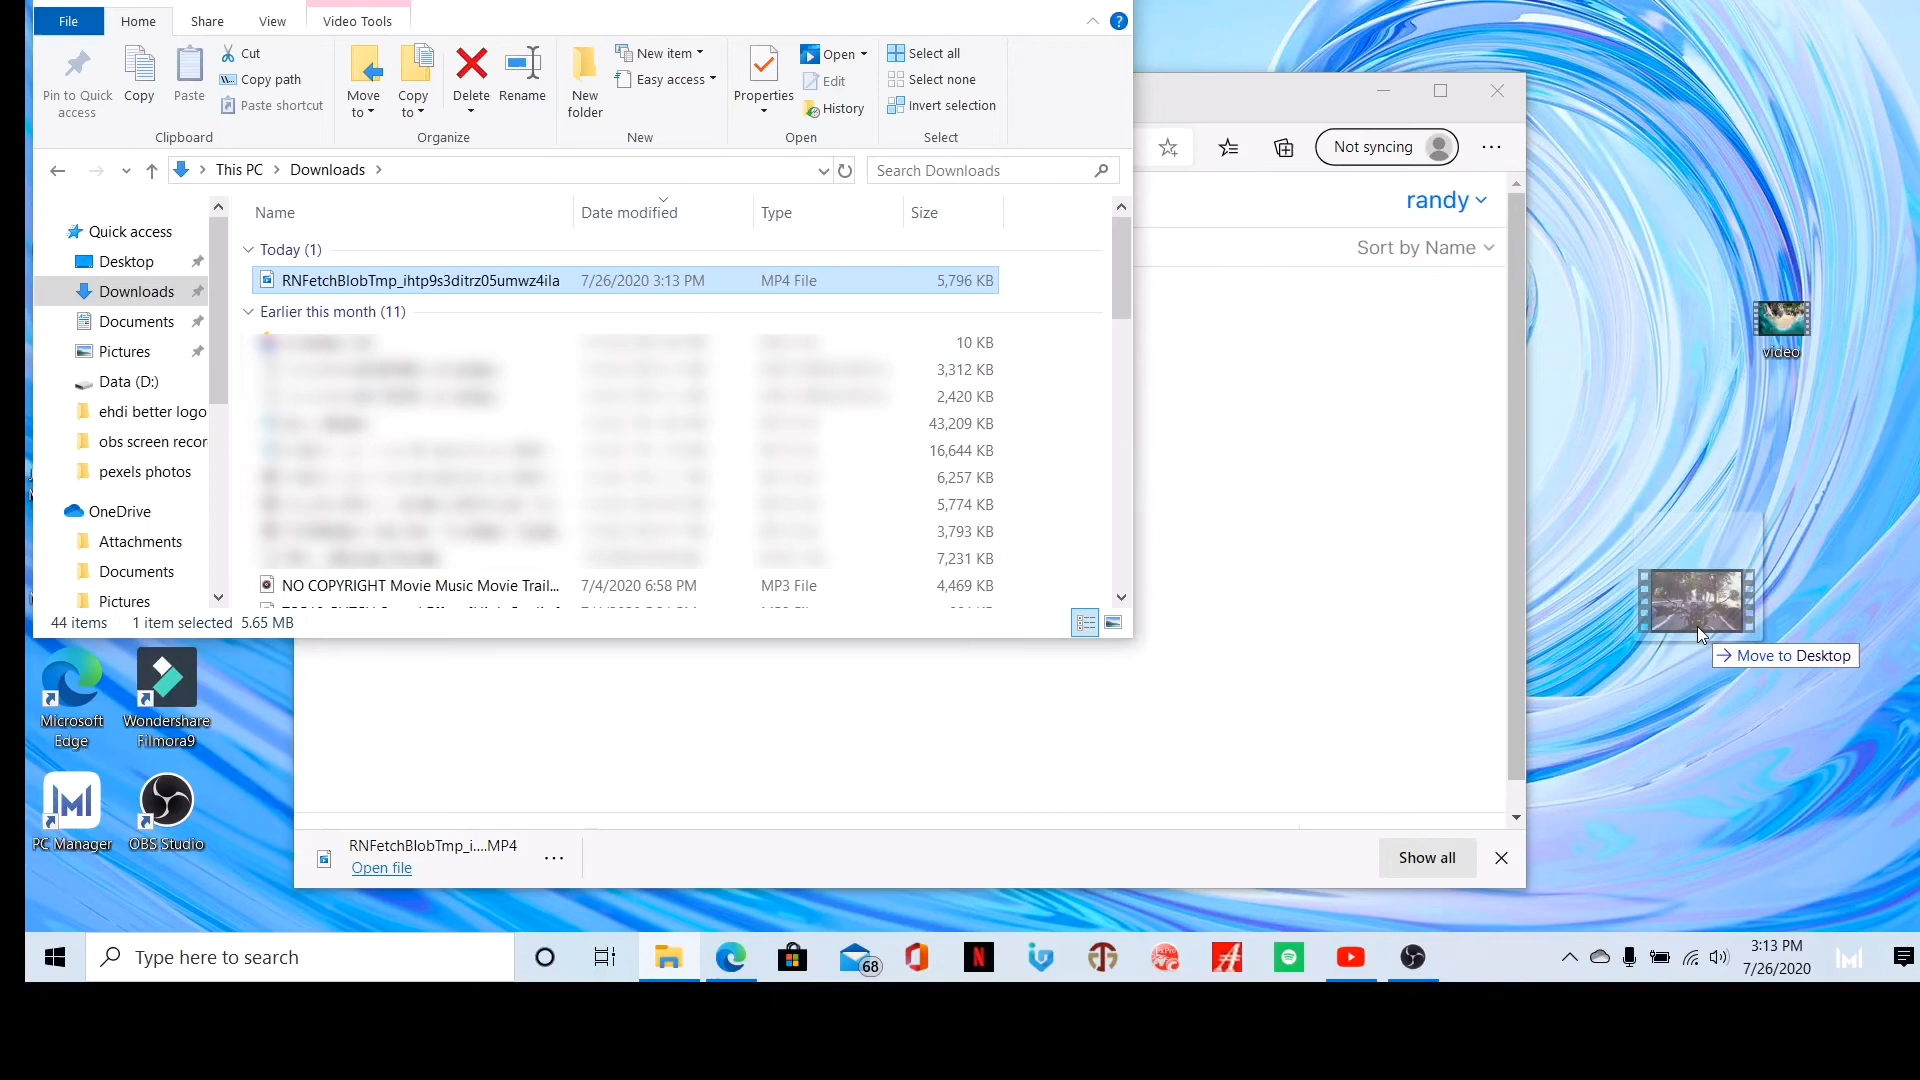 File Home Share View Video Tools
Pin to Quick access
Copy
Paste
Cut
Copy path
Paste shortcut
Clipboard
Move to
Copy to
Delete
Rename
Organize
New folder
New item
Easy access
New
Properties
Open
Edit
History
Open
Select all
Select none
Invert selection
Select
This PC > Downloads >
Search Downloads
Not syncing
randy
Sort by Name
Quick access
Desktop
Downloads
Documents
Pictures
Data (D:)
ehdi better logo
obs screen recor
pexels photos
OneDrive
Attachments
Documents
Pictures
Name Date modified Type Size
Today (1)
RNFetchBlobTmp_ihtp9s3ditrz05umwz4ila 7/26/2020 3:13 PM MP4 File 5,796 KB
Earlier this month (11)
10 KB
3,312 KB
2,420 KB
43,209 KB
16,644 KB
6,257 KB
5,774 KB
3,793 KB
7,231 KB
NO COPYRIGHT Movie Music Movie Trail... 7/4/2020 6:58 PM MP3 File 4,469 KB
44 items 1 item selected 5.65 MB
video
Move to Desktop
Microsoft Edge
Wondershare Filmora9
PC Manager
OBS Studio
RNFetchBlobTmp_i....MP4
Open file
Show all
Type here to search
68
3:13 PM
7/26/2020